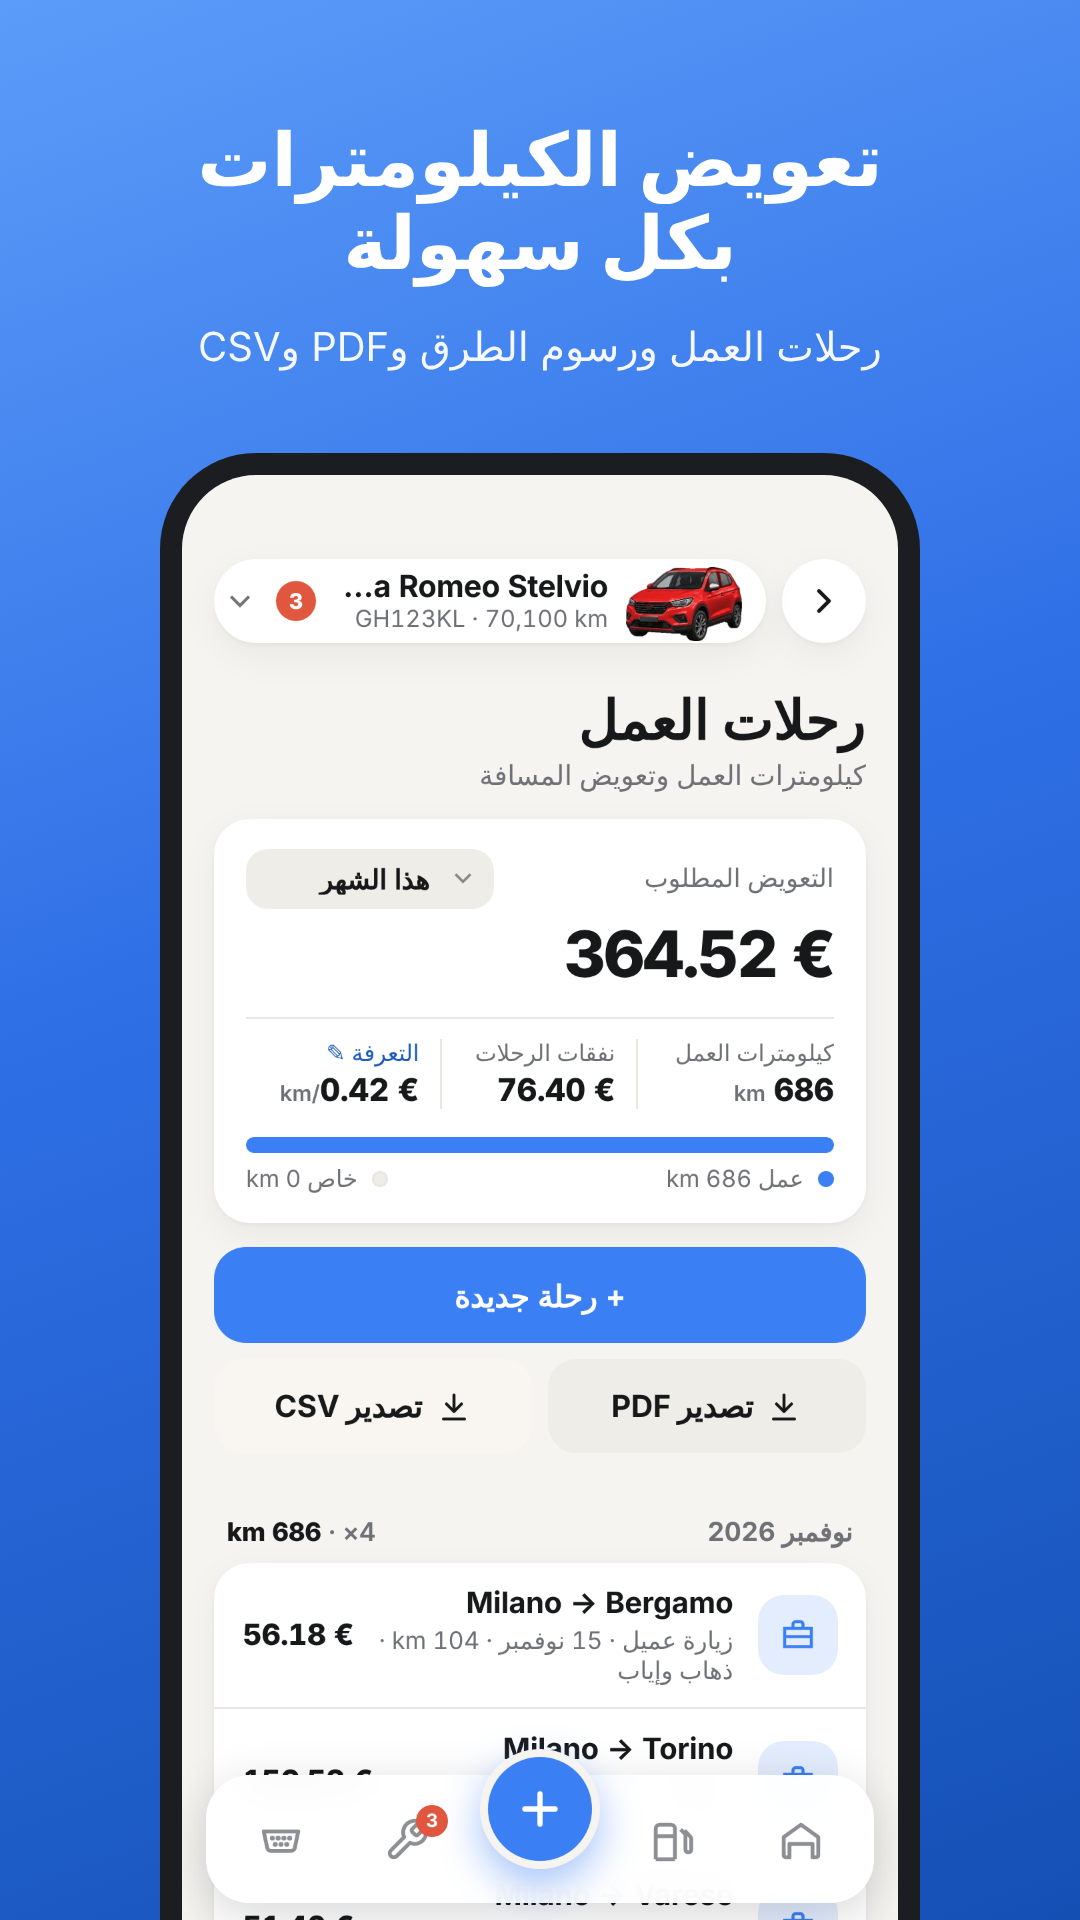 تعويض الكيلومترات
بكل سهولة
رحلات العمل ورسوم الطرق وPDF وCSV
...a Romeo Stelvio
3
GH123KL · 70,100 km
رحلات العمل
كيلومترات العمل وتعويض المسافة
التعويض المطلوب
هذا الشهر
364.52 €
كيلومترات العمل
نفقات الرحلات
التعرفة ✎
686 km
76.40 €
0.42 €/km
عمل 686 km
خاص 0 km
+ رحلة جديدة
تصدير PDF
تصدير CSV
نوفمبر 2026
4× · 686 km
Milano → Bergamo
56.18 €
زيارة عميل · 15 نوفمبر · 104 km ·
ذهاب وإياب
Milano → Torino
3
Milano → Varese